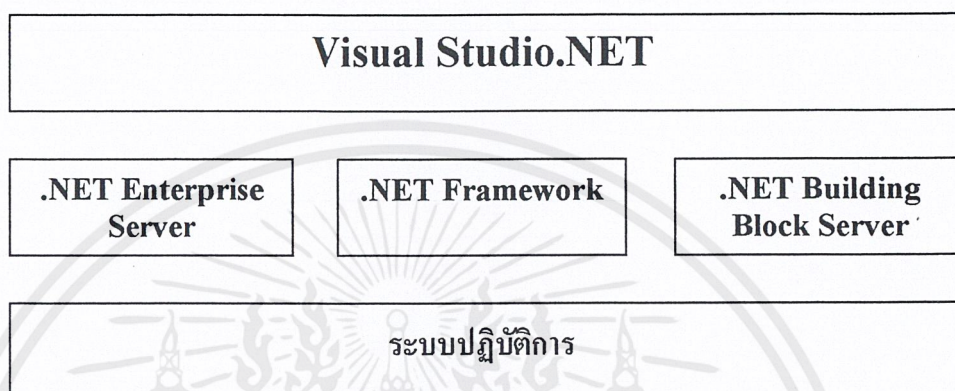 Visual Studio.NET
.NET Enterprise
Server
.NET Framework
.NET Building
Block Server
ระบบปฏิบัติการ